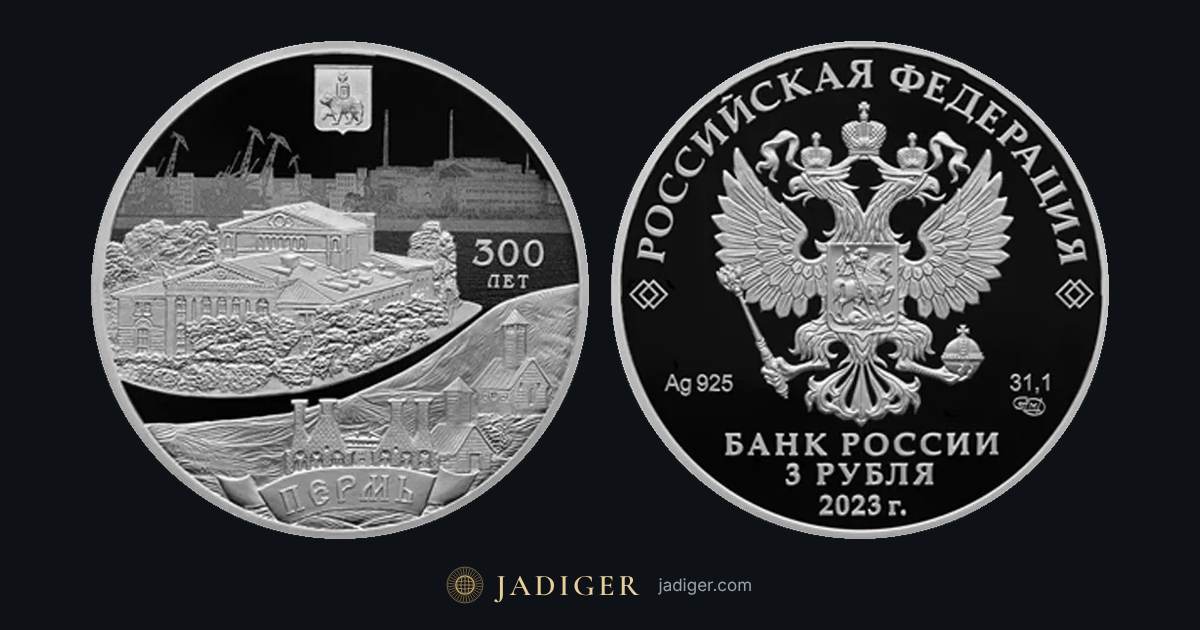 300
ЛЕТ
ПЕРМЬ
РОССИЙСКАЯ ФЕДЕРАЦИЯ
Ag 925
31,1
БАНК РОССИИ
3 РУБЛЯ
2023 г.
JADIGER
jadiger.com